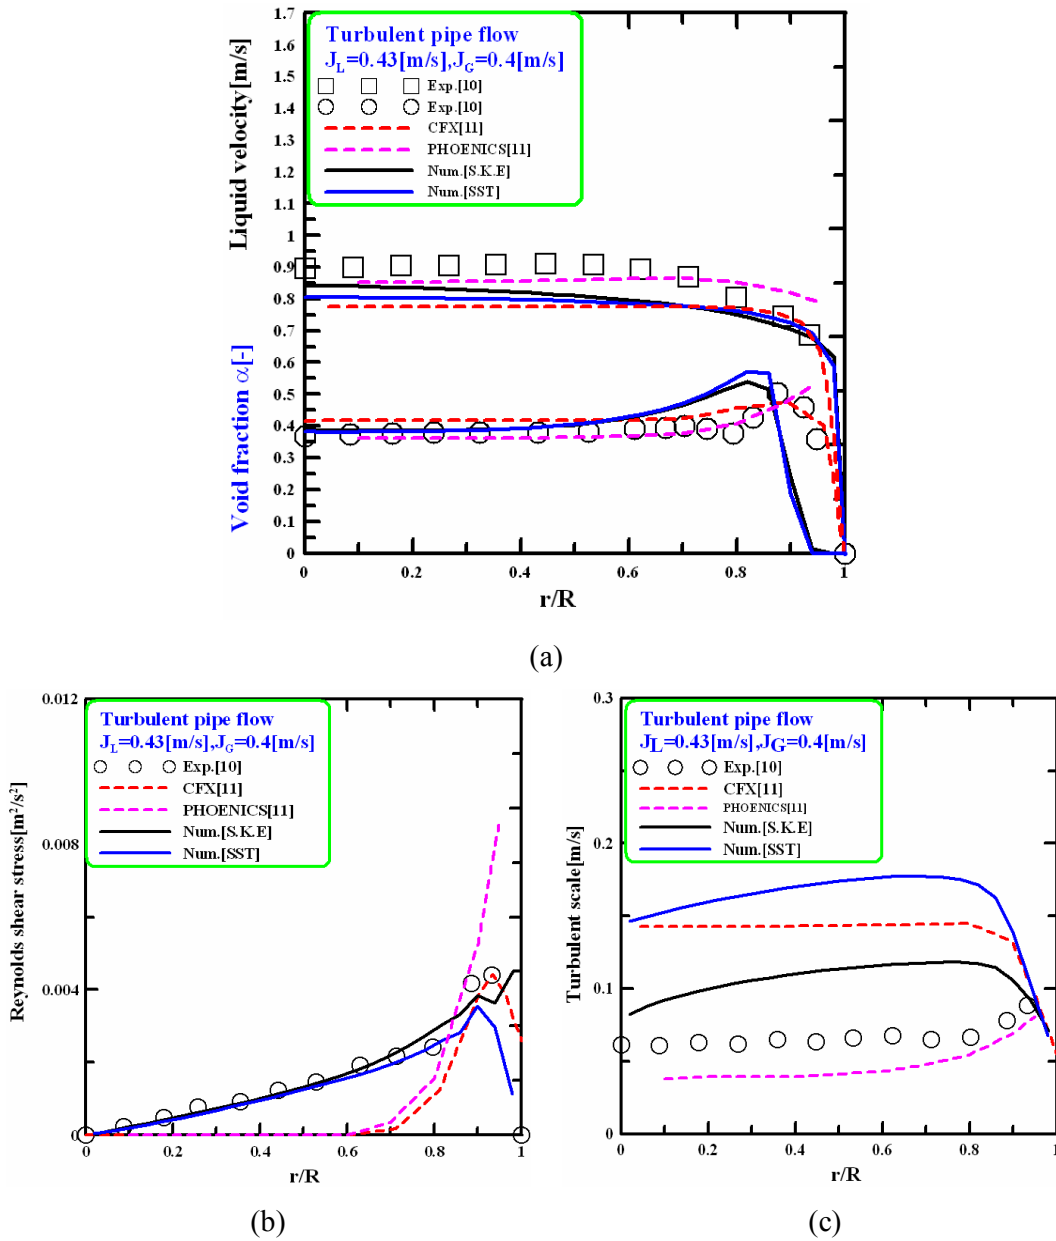 1.7
1.6
1.5
1.4
1.3
1.2
1.1
1
0.9
0.8
0.7
0.6
0.5
0.4
0.3
0.2
0.1
0
Liquid velocity[m/s]
Void fraction α[-]
Turbulent pipe flow
J_L=0.43[m/s],J_G=0.4[m/s]
Exp.[10]
Exp.[10]
CFX[11]
PHOENICS[11]
Num.[S.K.E]
Num.[SST]
0 0.2 0.4 0.6 0.8 1
r/R
(a)
0.012
0.008
0.004
0
Reynolds shear stress[m²/s²]
Turbulent pipe flow
J_L=0.43[m/s],J_G=0.4[m/s]
Exp.[10]
CFX[11]
PHOENICS[11]
Num.[S.K.E]
Num.[SST]
0 0.2 0.4 0.6 0.8 1
r/R
(b)
0.3
0.2
0.1
0
Turbulent scale[m/s]
Turbulent pipe flow
JL=0.43[m/s],JG=0.4[m/s]
Exp.[10]
CFX[11]
PHOENICS[11]
Num.[S.K.E]
Num.[SST]
0 0.2 0.4 0.6 0.8 1
r/R
(c)